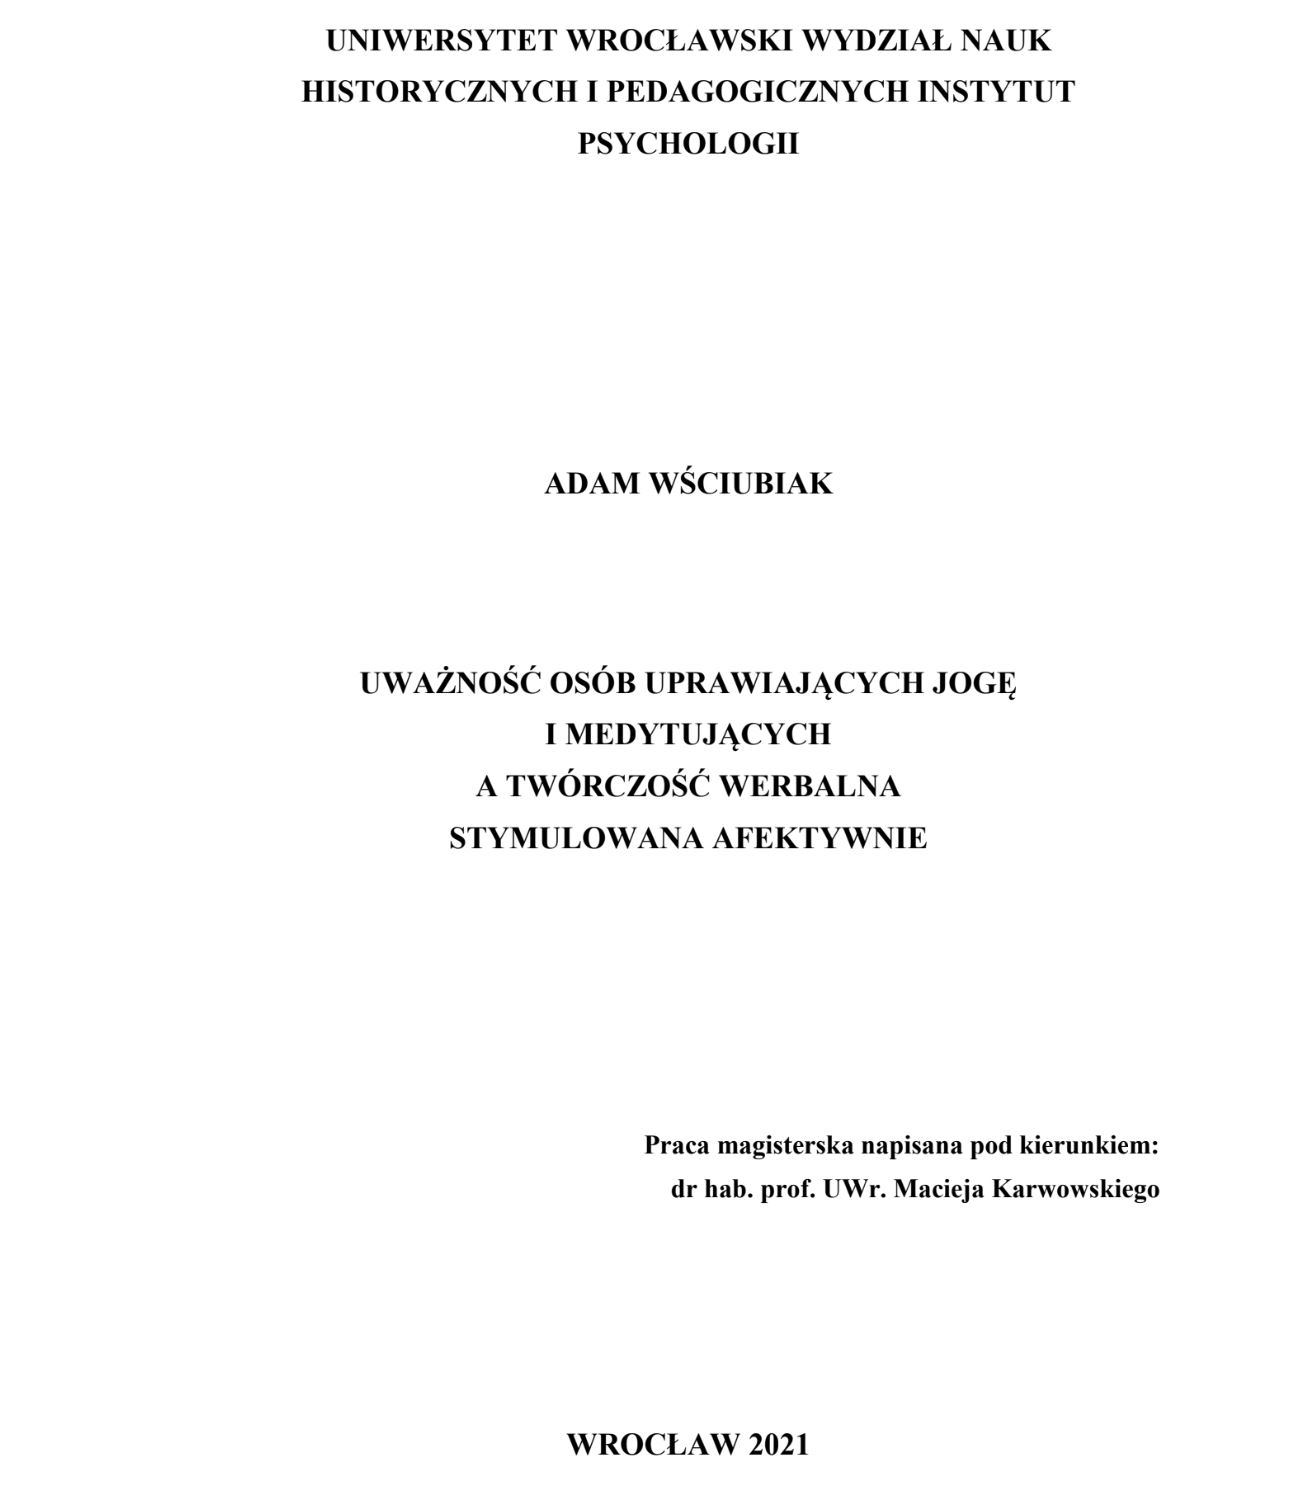 UNIWERSYTET WROCŁAWSKI WYDZIAŁ NAUK
HISTORYCZNYCH I PEDAGOGICZNYCH INSTYTUT
PSYCHOLOGII
ADAM WŚCIUBIAK
UWAŻNOŚĆ OSÓB UPRAWIAJĄCYCH JOGĘ
I MEDYTUJĄCYCH
A TWÓRCZOŚĆ WERBALNA
STYMULOWANA AFEKTYWNIE
Praca magisterska napisana pod kierunkiem:
dr hab. prof. UWr. Macieja Karwowskiego
WROCŁAW 2021